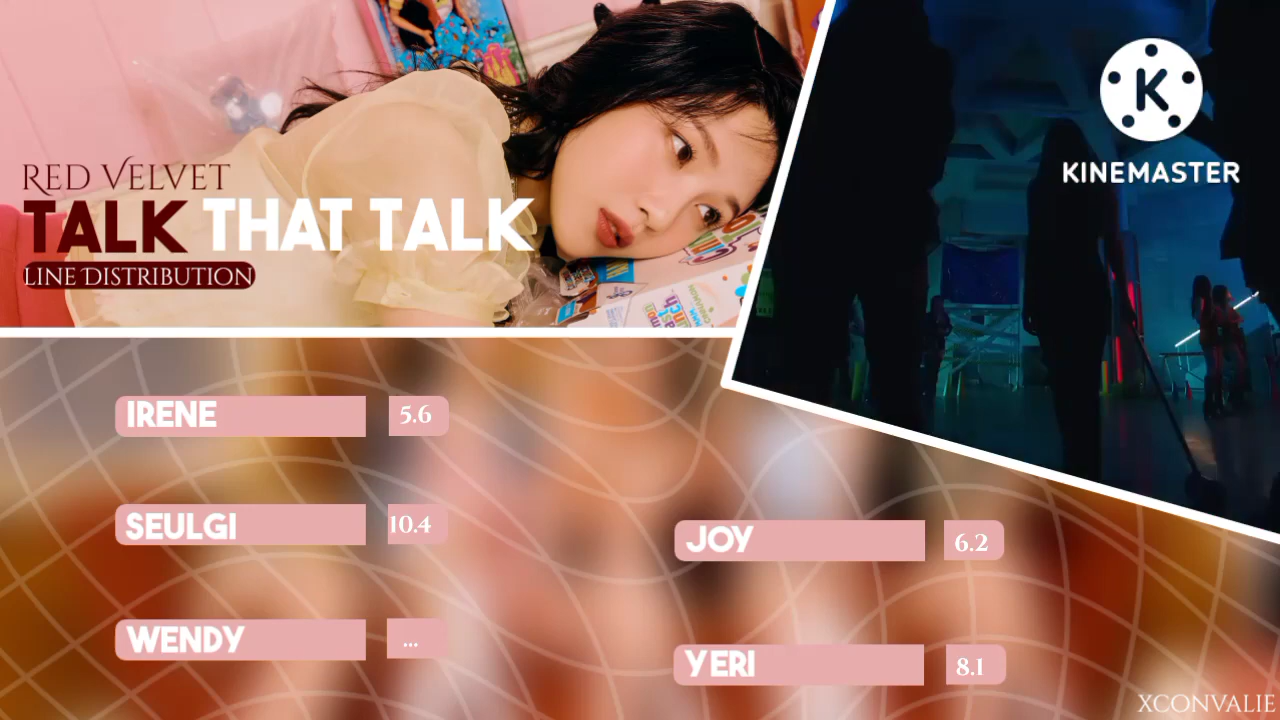 RED VELVET
TALK THAT TALK
LINE DISTRIBUTION
K
KINEMASTER
IRENE 5.6
SEULGI 10.4
WENDY ...
JOY 6.2
YERI 8.1
XCONVALIE